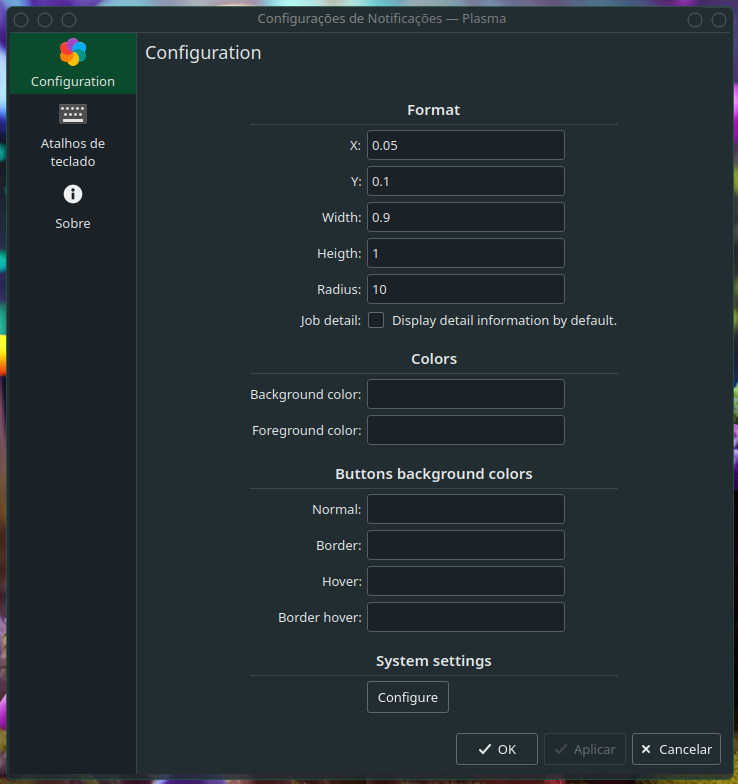 Configurações de Notificações — Plasma
Configuration
Atalhos de
teclado
Sobre
Configuration
Format
X: 0.05
Y: 0.1
Width: 0.9
Heigth: 1
Radius: 10
Job detail: Display detail information by default.
Colors
Background color:
Foreground color:
Buttons background colors
Normal:
Border:
Hover:
Border hover:
System settings
Configure
OK Aplicar Cancelar